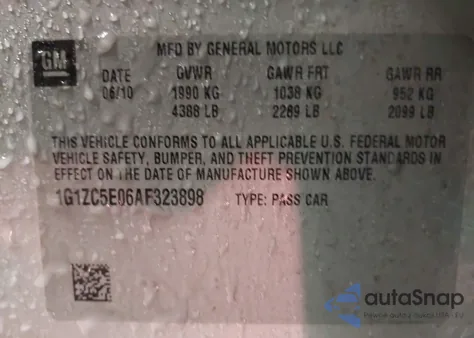 GM
MFD BY GENERAL MOTORS LLC
DATE GVWR GAWR FRT GAWR RR
06/10 1990 KG 1038 KG 952 KG
4388 LB 2289 LB 2099 LB
THIS VEHICLE CONFORMS TO ALL APPLICABLE U.S. FEDERAL MOTOR
VEHICLE SAFETY, BUMPER, AND THEFT PREVENTION STANDARDS IN
EFFECT ON THE DATE OF MANUFACTURE SHOWN ABOVE.
1G1ZC5E06AF323898 TYPE: PASS CAR
autaSnap